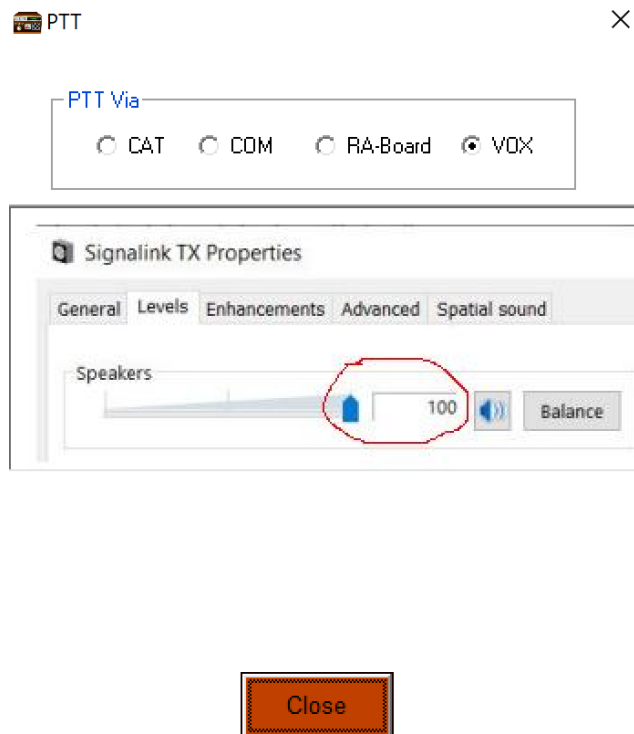 PTT
PTT Via
CAT COM RA-Board VOX
Signalink TX Properties
General Levels Enhancements Advanced Spatial sound
Speakers
100 Balance
Close